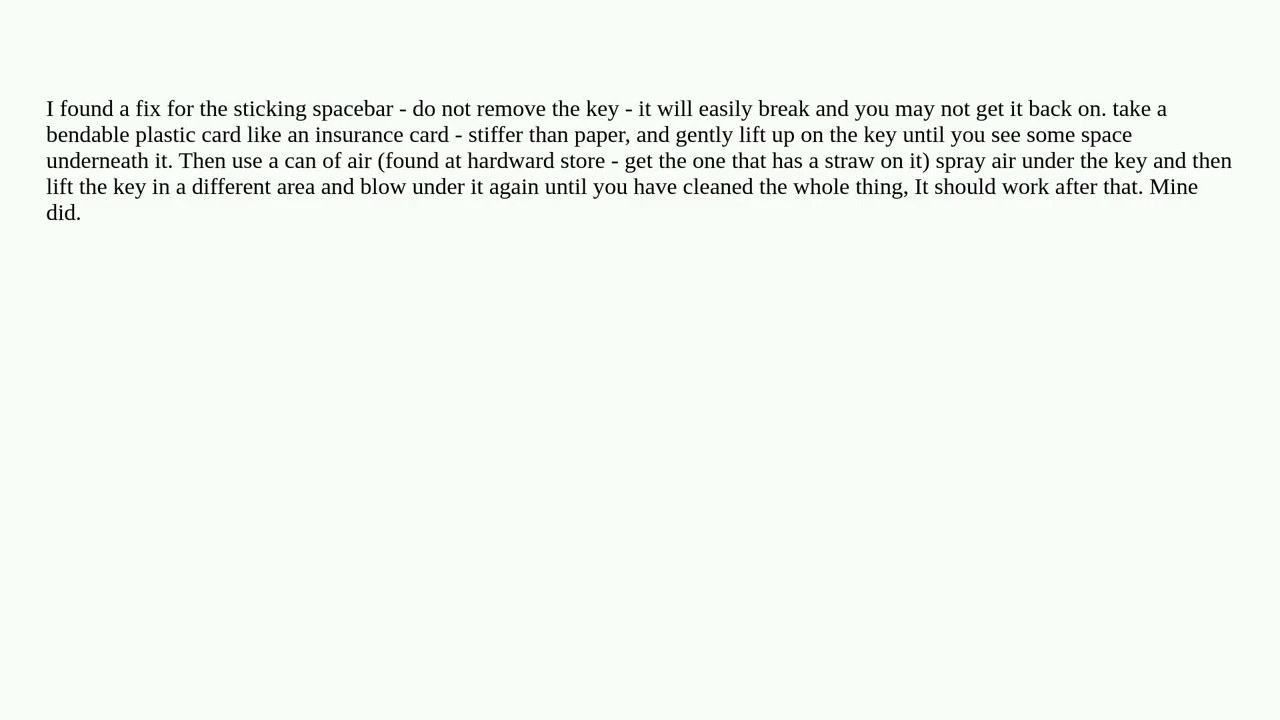 I found a fix for the sticking spacebar - do not remove the key - it will easily break and you may not get it back on. take a
bendable plastic card like an insurance card - stiffer than paper, and gently lift up on the key until you see some space
underneath it. Then use a can of air (found at hardward store - get the one that has a straw on it) spray air under the key and then
lift the key in a different area and blow under it again until you have cleaned the whole thing, It should work after that. Mine
did.